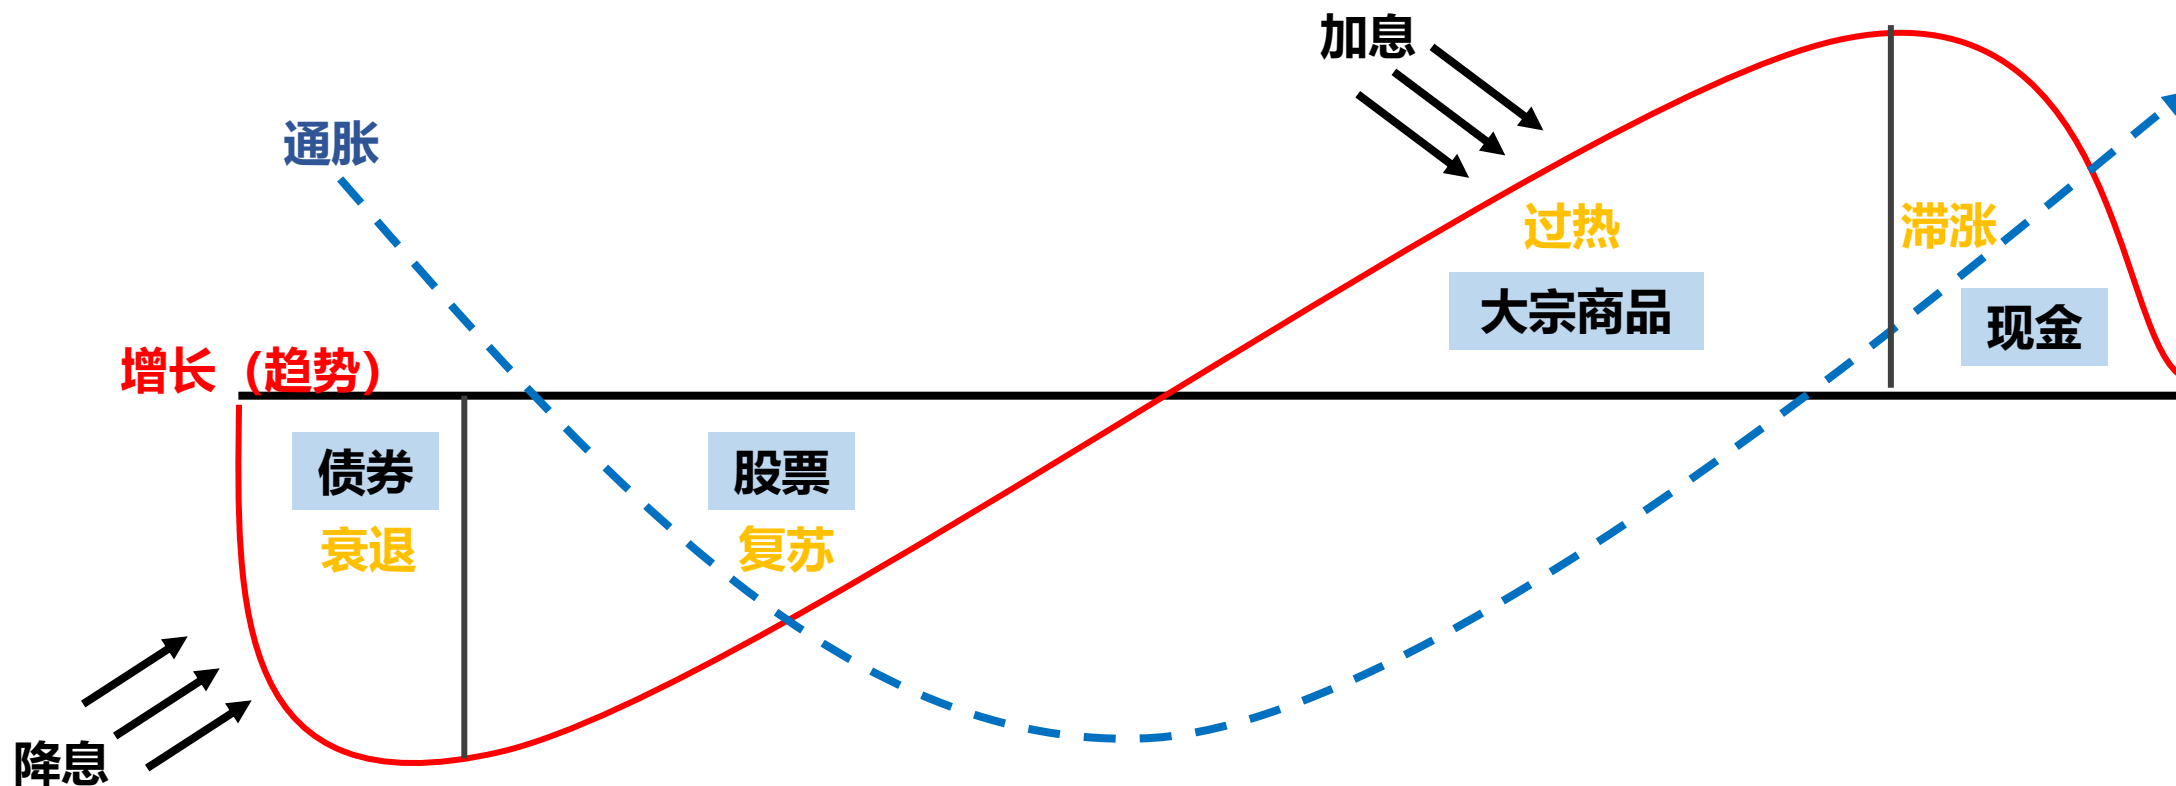 加息
通胀
过热
滞涨
大宗商品
现金
增长（趋势）
债券
股票
衰退
复苏
降息